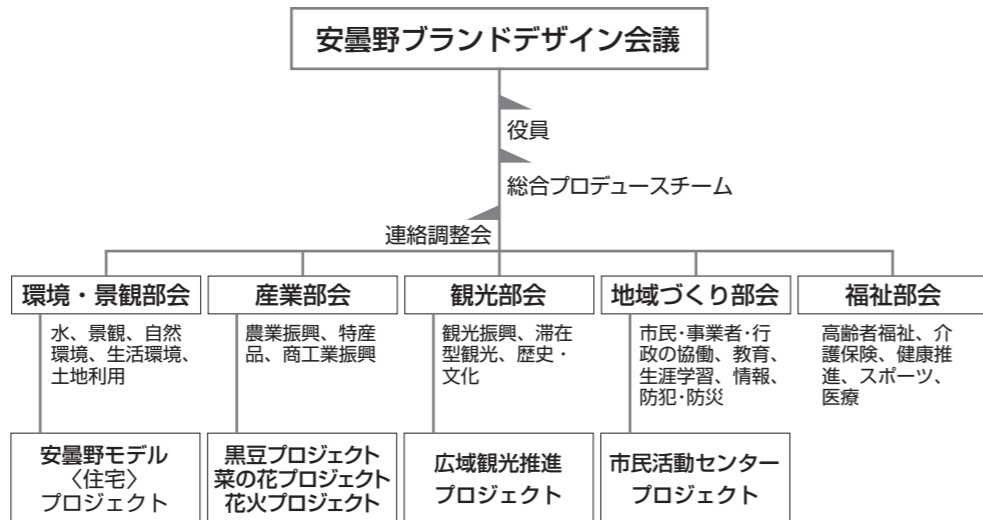 安曇野ブランドデザイン会議
役員
総合プロデュースチーム
連絡調整会
環境・景観部会
水、景観、自然
環境、生活環境、
土地利用
産業部会
農業振興、特産
品、商工業振興
観光部会
観光振興、滞在
型観光、歴史・
文化
地域づくり部会
市民・事業者・行
政の協働、教育、
生涯学習、情報、
防犯・防災
福祉部会
高齢者福祉、介
護保険、健康推
進、スポーツ、
医療
安曇野モデル
〈住宅〉
プロジェクト
黒豆プロジェクト
菜の花プロジェクト
花火プロジェクト
広域観光推進
プロジェクト
市民活動センター
プロジェクト